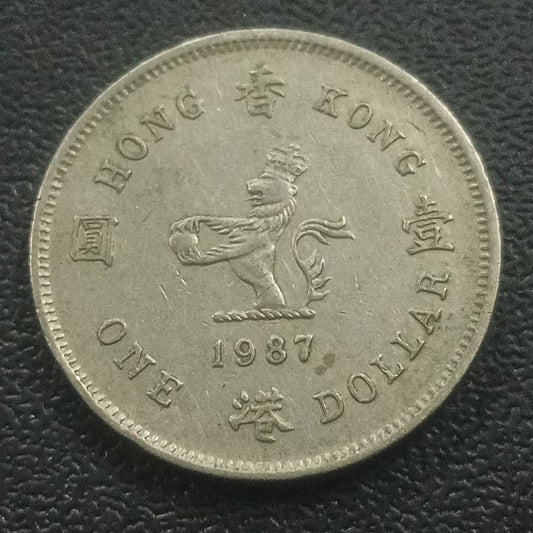 HONG KONG
香
圓 壹
1987
港
ONE DOLLAR